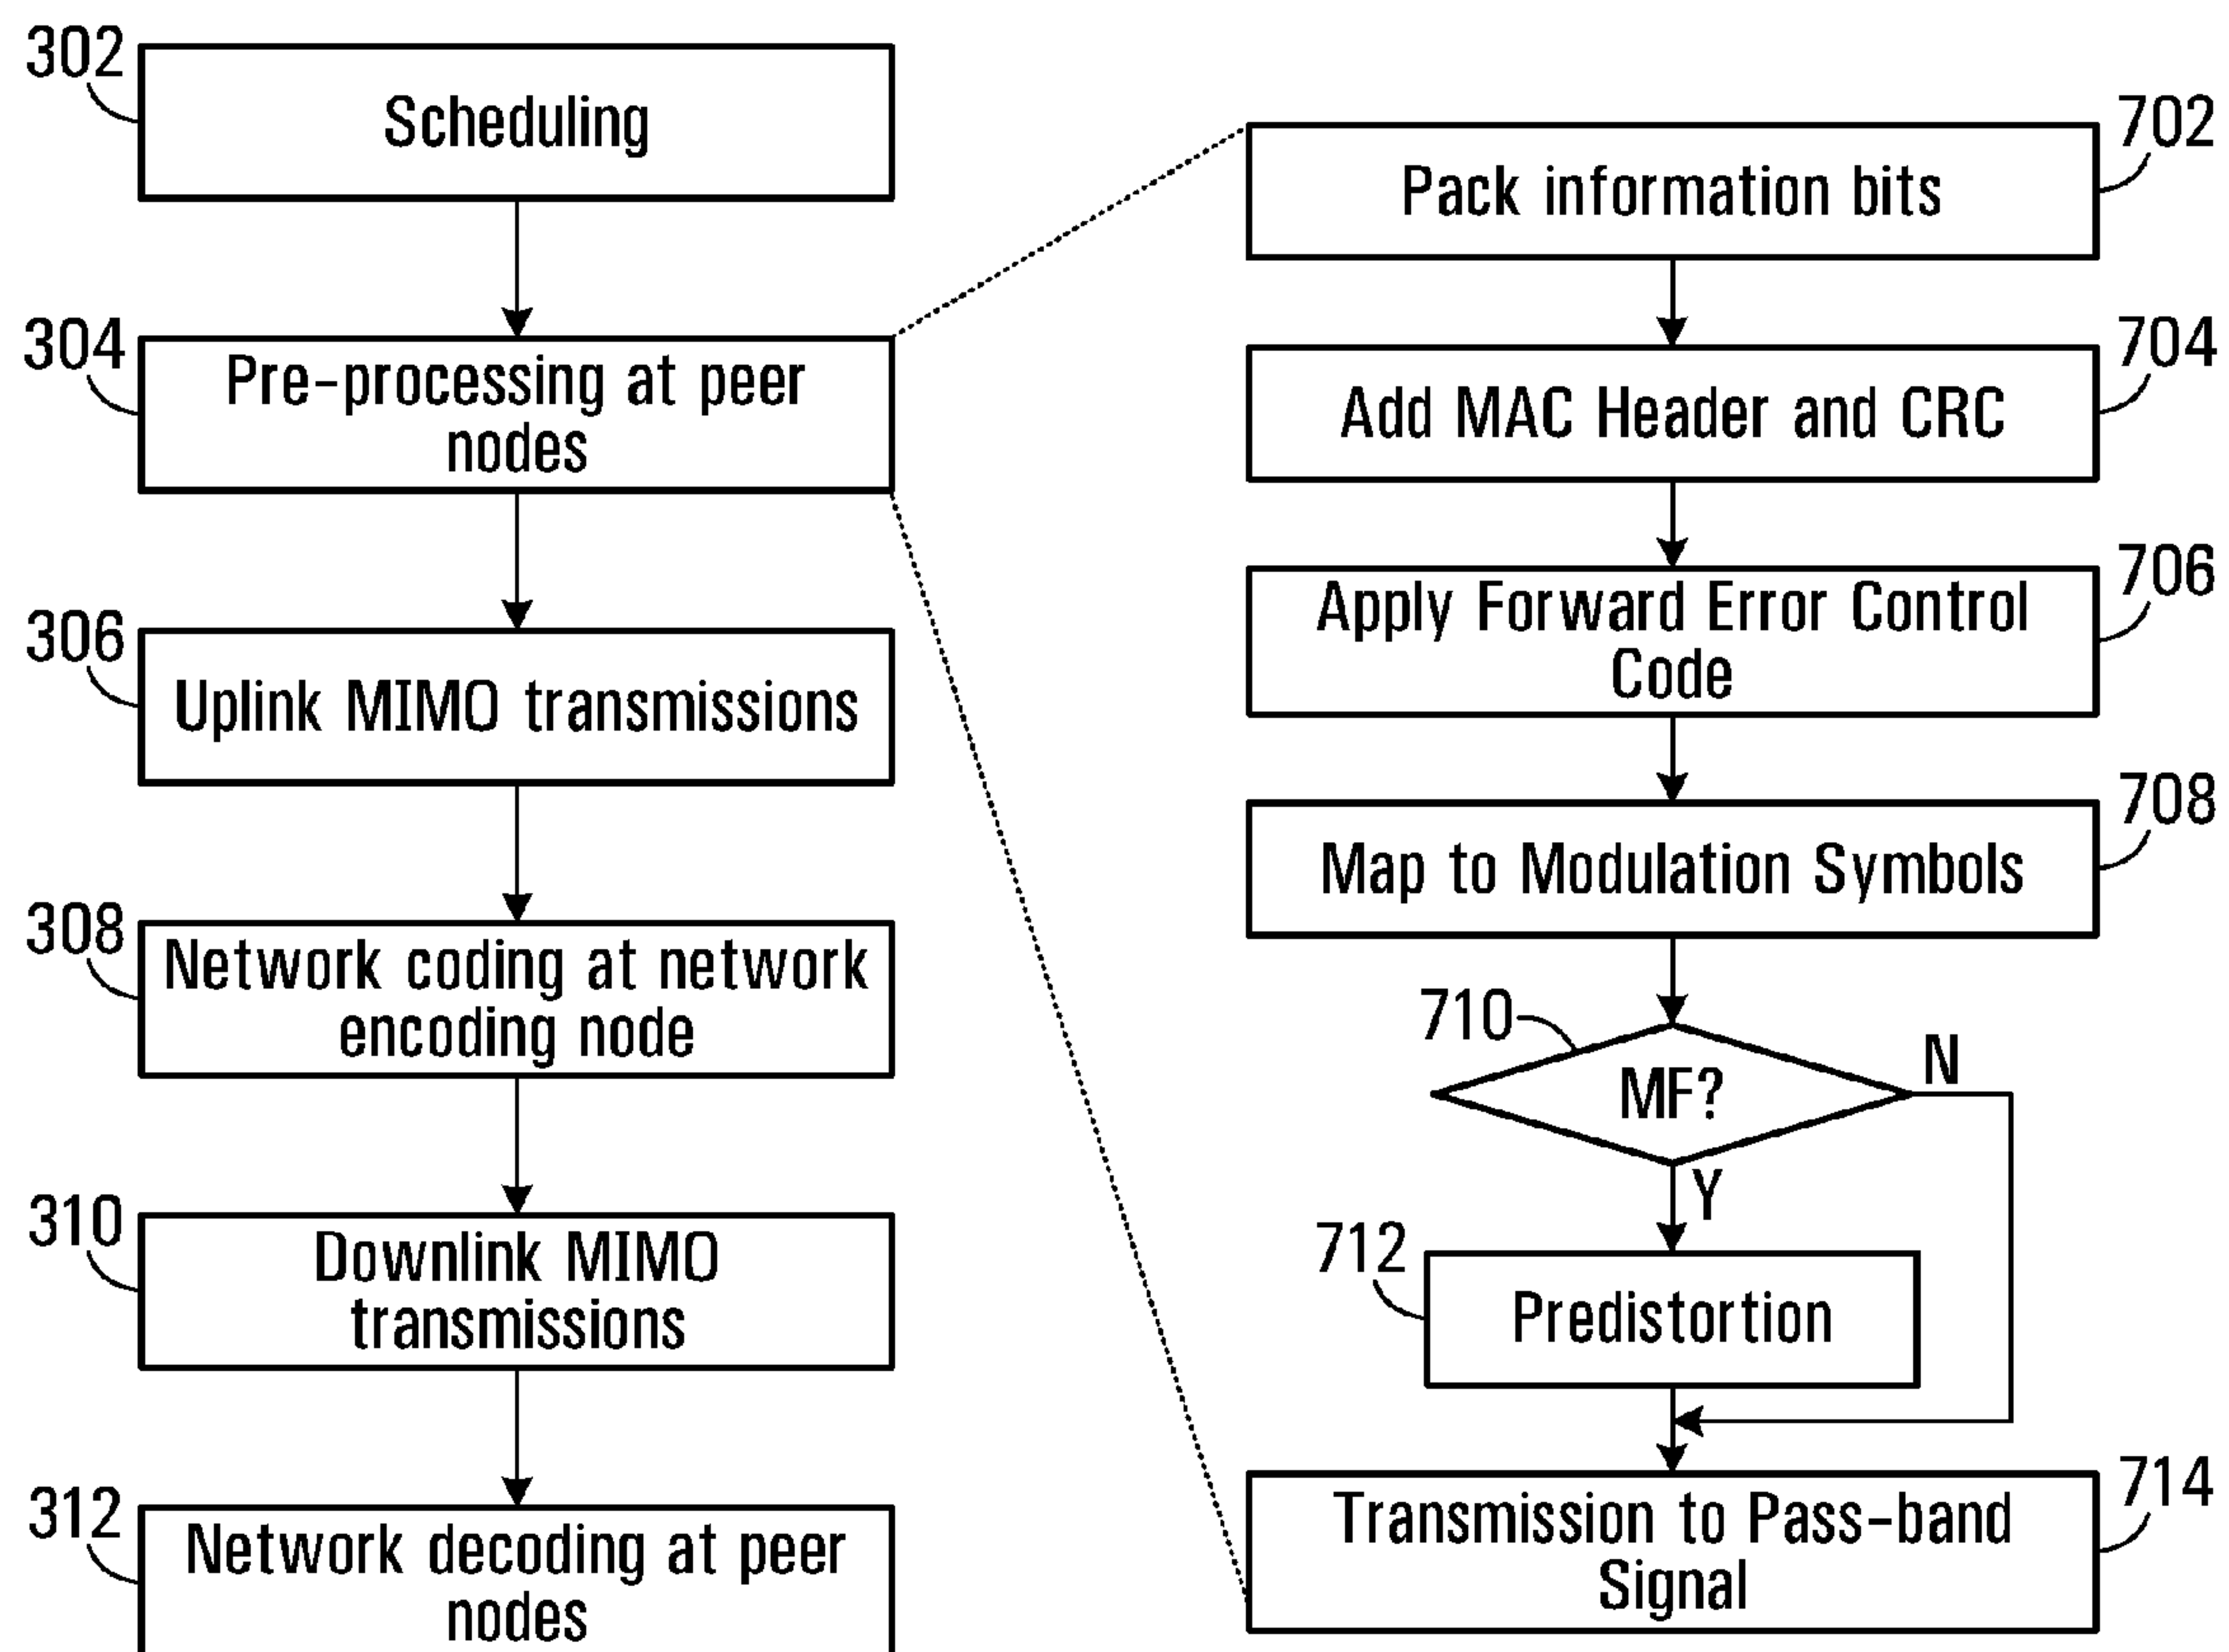 302
Scheduling
304
Pre-processing at peer
nodes
306
Uplink MIMO transmissions
308
Network coding at network
encoding node
310
Downlink MIMO
transmissions
312
Network decoding at peer
nodes
702
Pack information bits
704
Add MAC Header and CRC
706
Apply Forward Error Control
Code
708
Map to Modulation Symbols
710
MF?
N
Y
712
Predistortion
714
Transmission to Pass-band
Signal